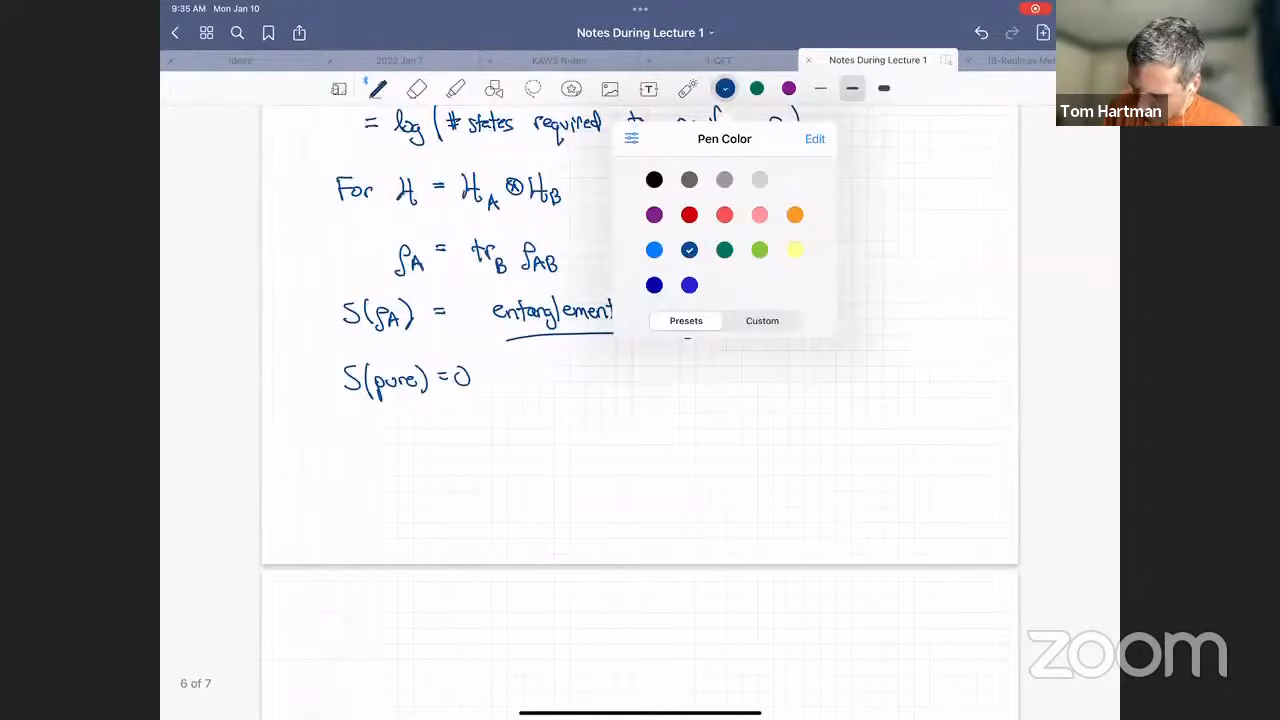 9:35 AM Mon Jan 10
Notes During Lecture 1
2022 Jan 7
KAWS Notes
1-QFT
Notes During Lecture 1
Tom Hartman
= log(# states required to
Pen Color
Edit
For H = H_A ⊗ H_B
ρ_A = tr_B ρ_AB
S(ρ_A) = entanglement
Presets
Custom
S(pure) = 0
6 of 7
zoom